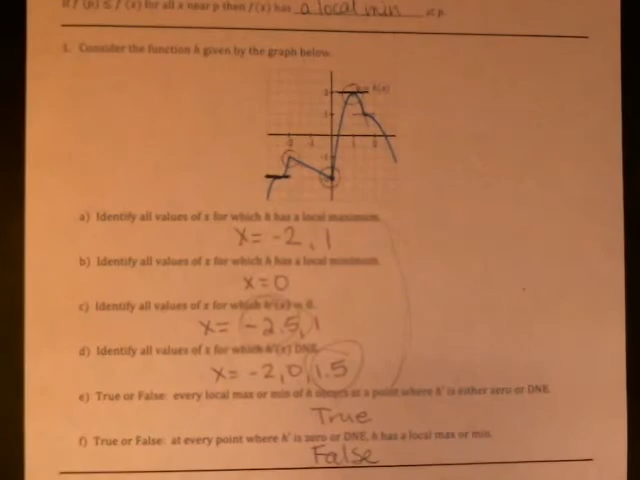 If f(p) ≤ f(x) for all x near p then f(x) has a local min at p.
1. Consider the function h given by the graph below.
h(x)
a) Identify all values of x for which h has a local maximum.
x = -2, 1
b) Identify all values of x for which h has a local minimum.
x = 0
c) Identify all values of x for which h'(x) = 0.
x = -2.5, 1
d) Identify all values of x for which h'(x) DNE.
x = -2, 0, 1.5
e) True or False: every local max or min of h occurs at a point where h' is either zero or DNE.
True
f) True or False: at every point where h' is zero or DNE, h has a local max or min.
False